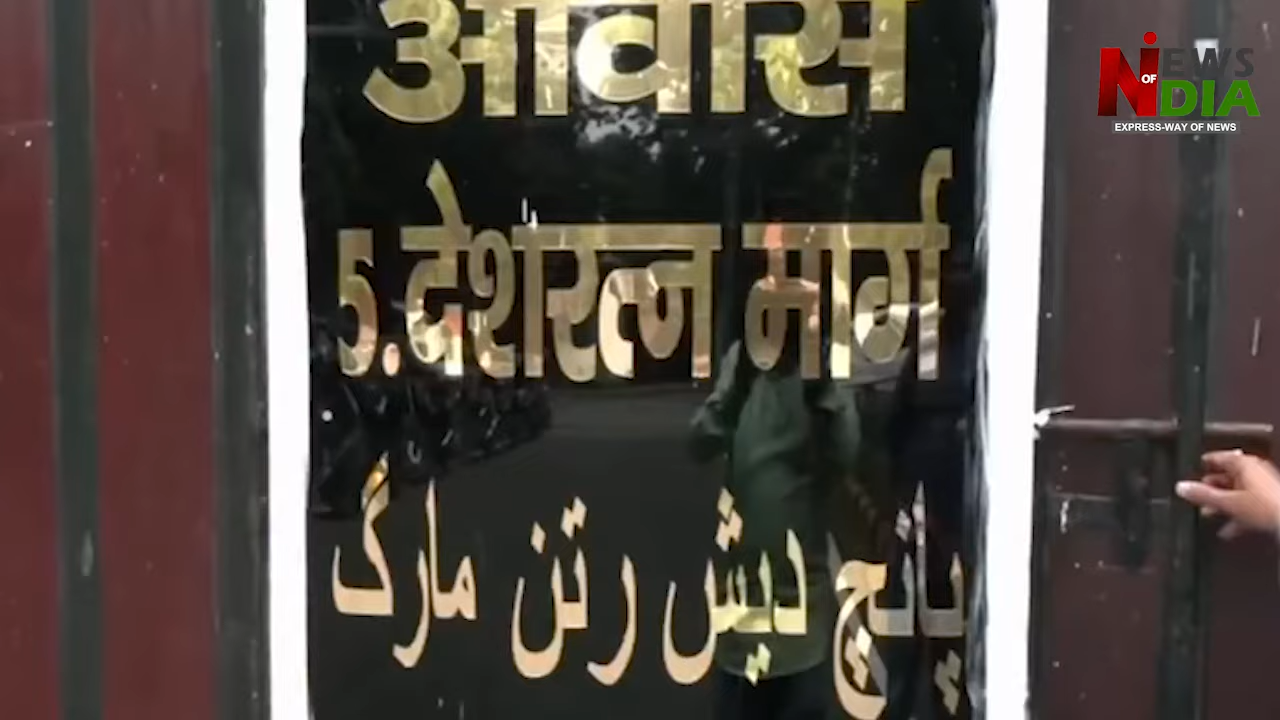 आवास
NEWS
OF
INDIA
EXPRESS-WAY OF NEWS
5.देशरत्न मार्ग
پانچ دیش رتن مارگ